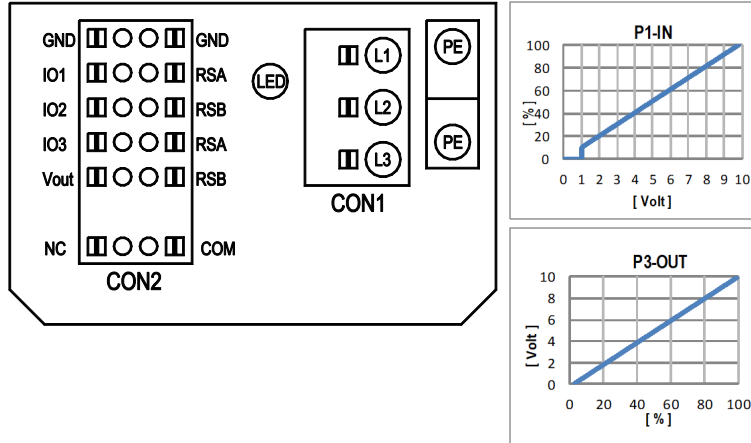 GND GND
IO1 RSA
IO2 RSB
IO3 RSA
Vout RSB
NC COM
CON2
LED
L1
L2
L3
CON1
PE
PE
P1-IN
[ % ]
100
80
60
40
20
0
0 1 2 3 4 5 6 7 8 9 10
[ Volt ]
P3-OUT
[ Volt ]
10
8
6
4
2
0
0 20 40 60 80 100
[ % ]